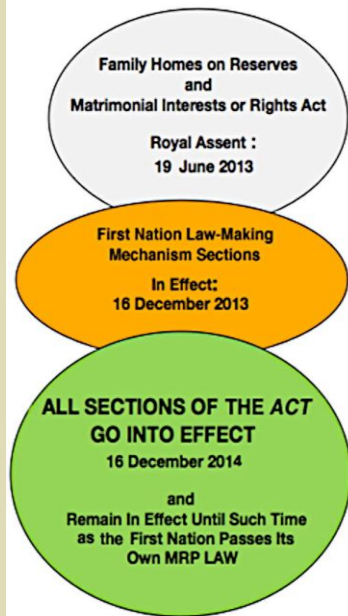 Family Homes on Reserves
and
Matrimonial Interests or Rights Act
Royal Assent :
19 June 2013
First Nation Law-Making
Mechanism Sections
In Effect:
16 December 2013
ALL SECTIONS OF THE ACT
GO INTO EFFECT
16 December 2014
and
Remain In Effect Until Such Time
as the First Nation Passes Its
Own MRP LAW